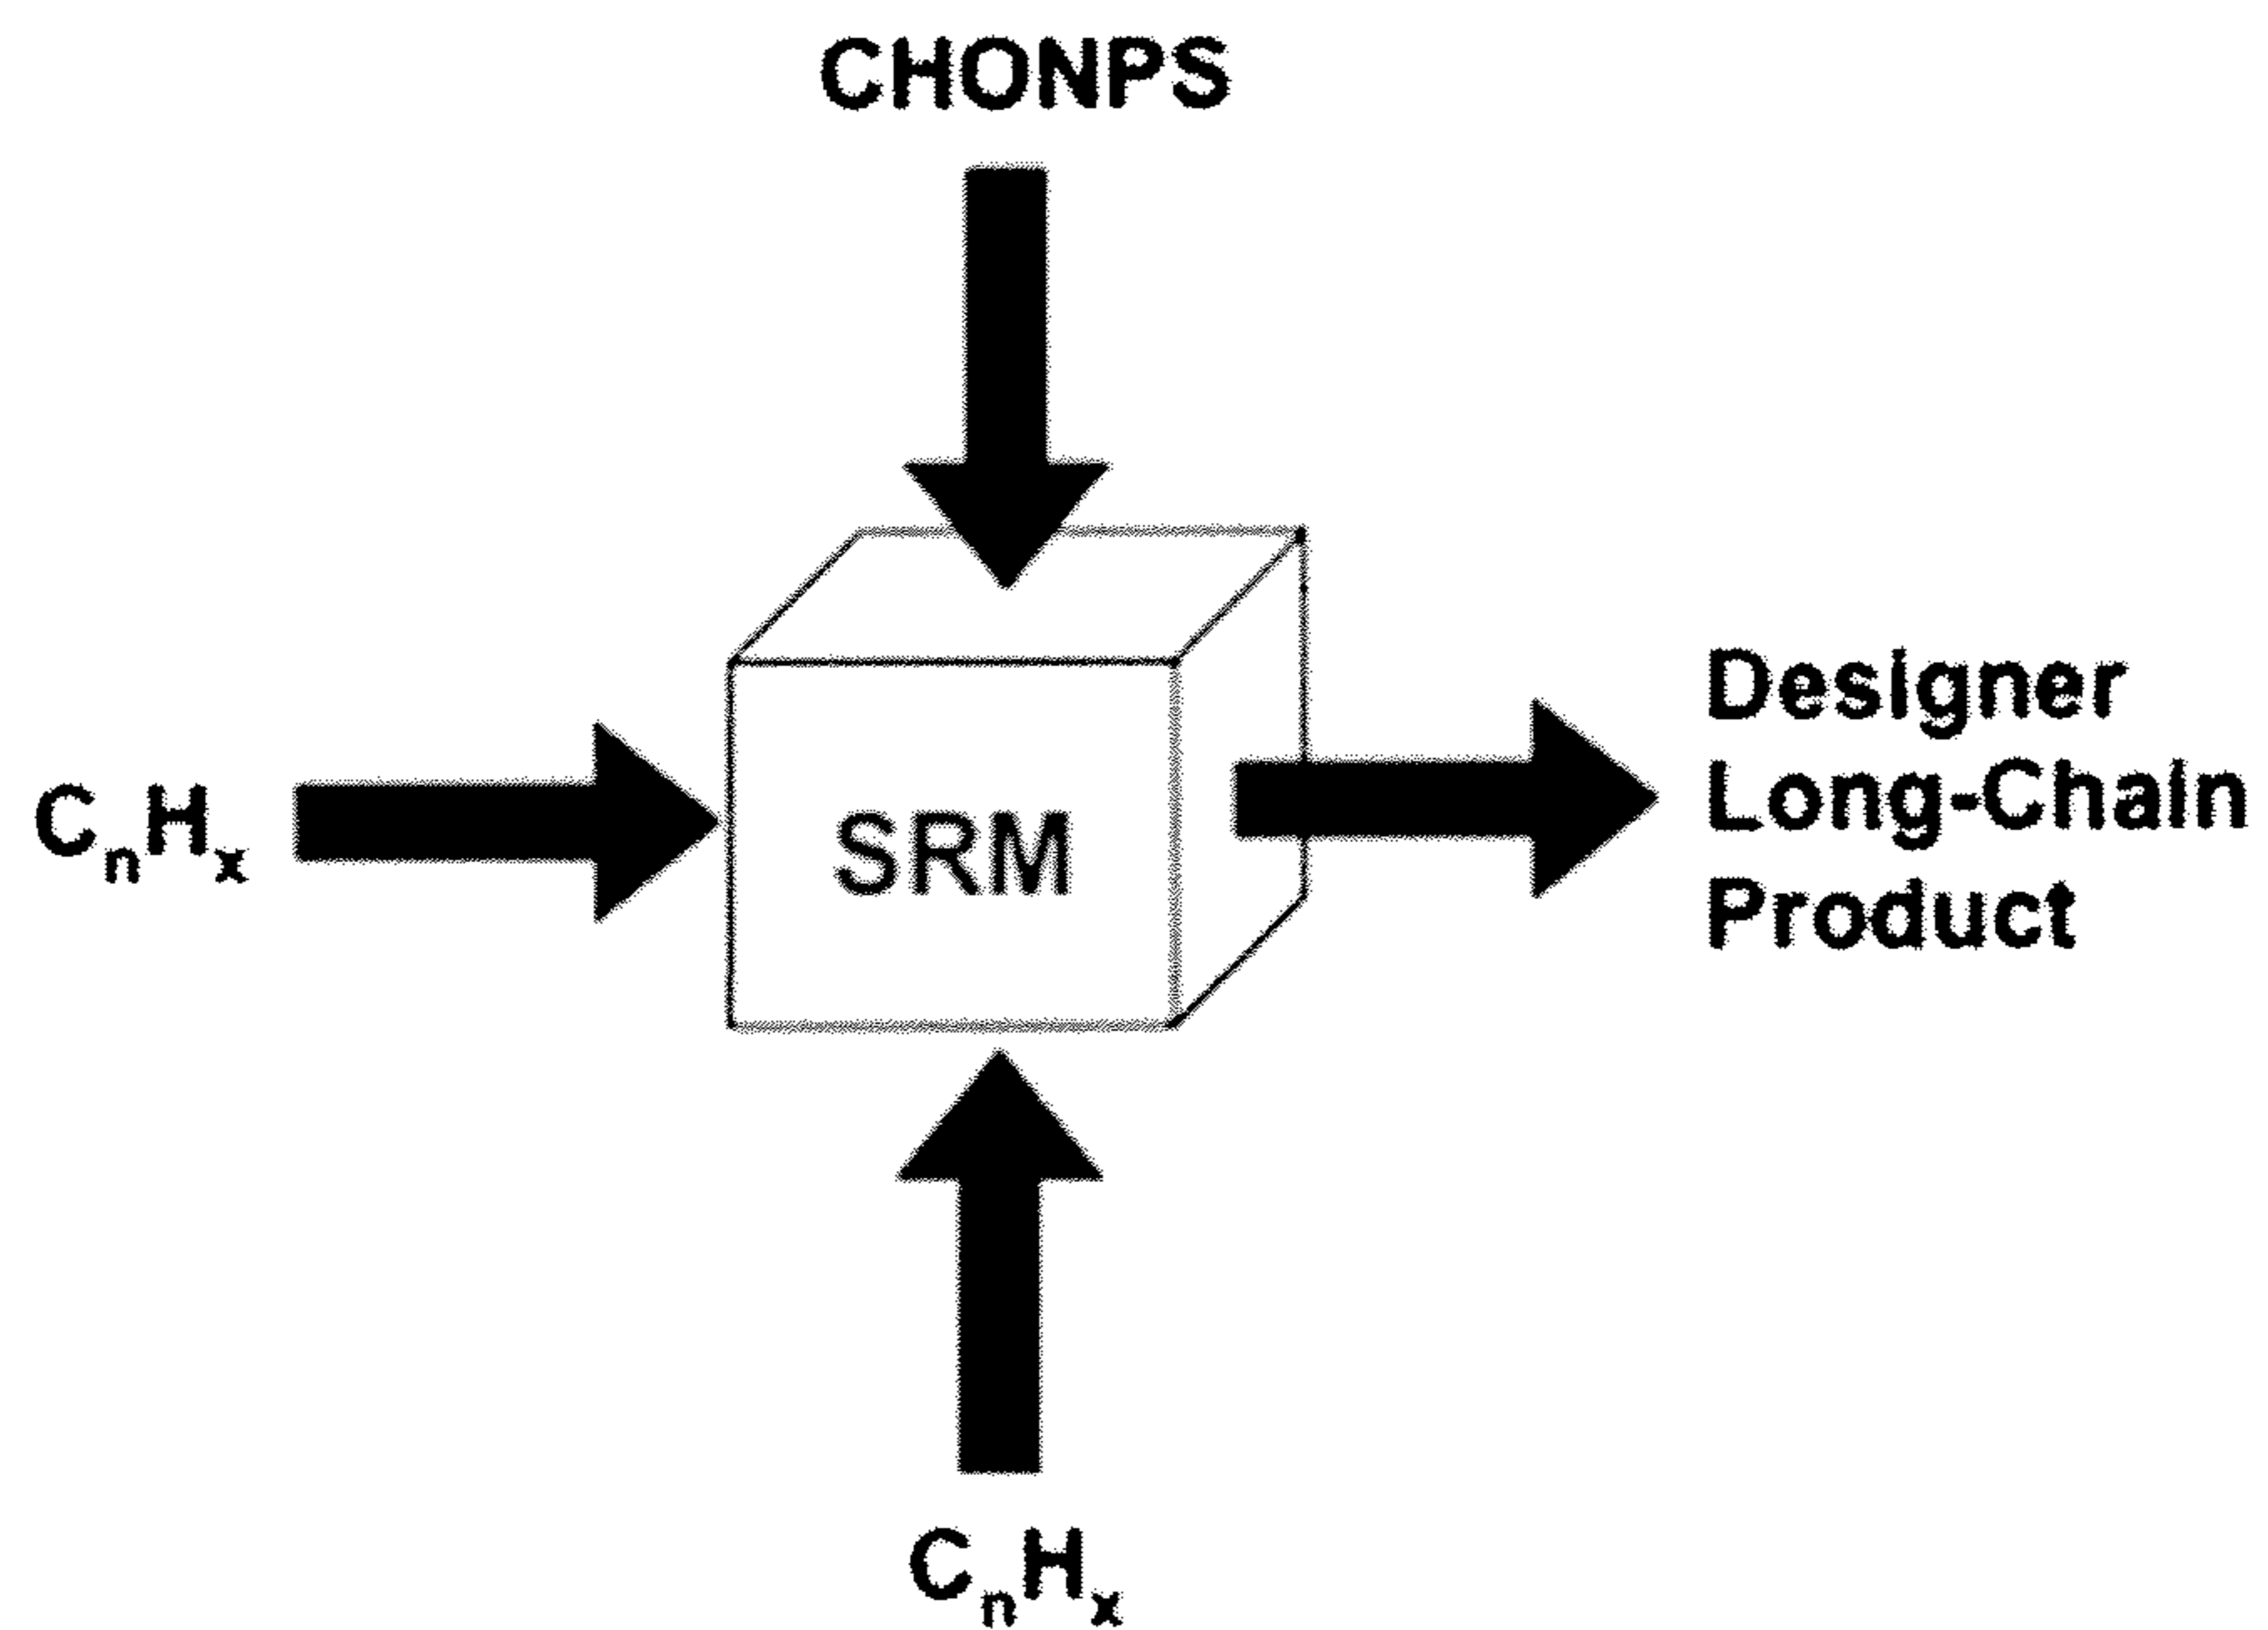 CHONPS
CnHx
SRM
Designer
Long-Chain
Product
CnHx